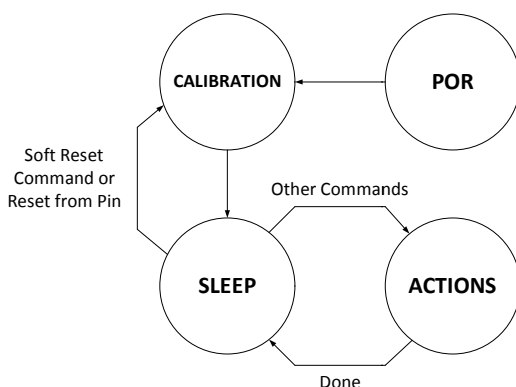 CALIBRATION
POR
Soft Reset
Command or
Reset from Pin
Other Commands
SLEEP
ACTIONS
Done